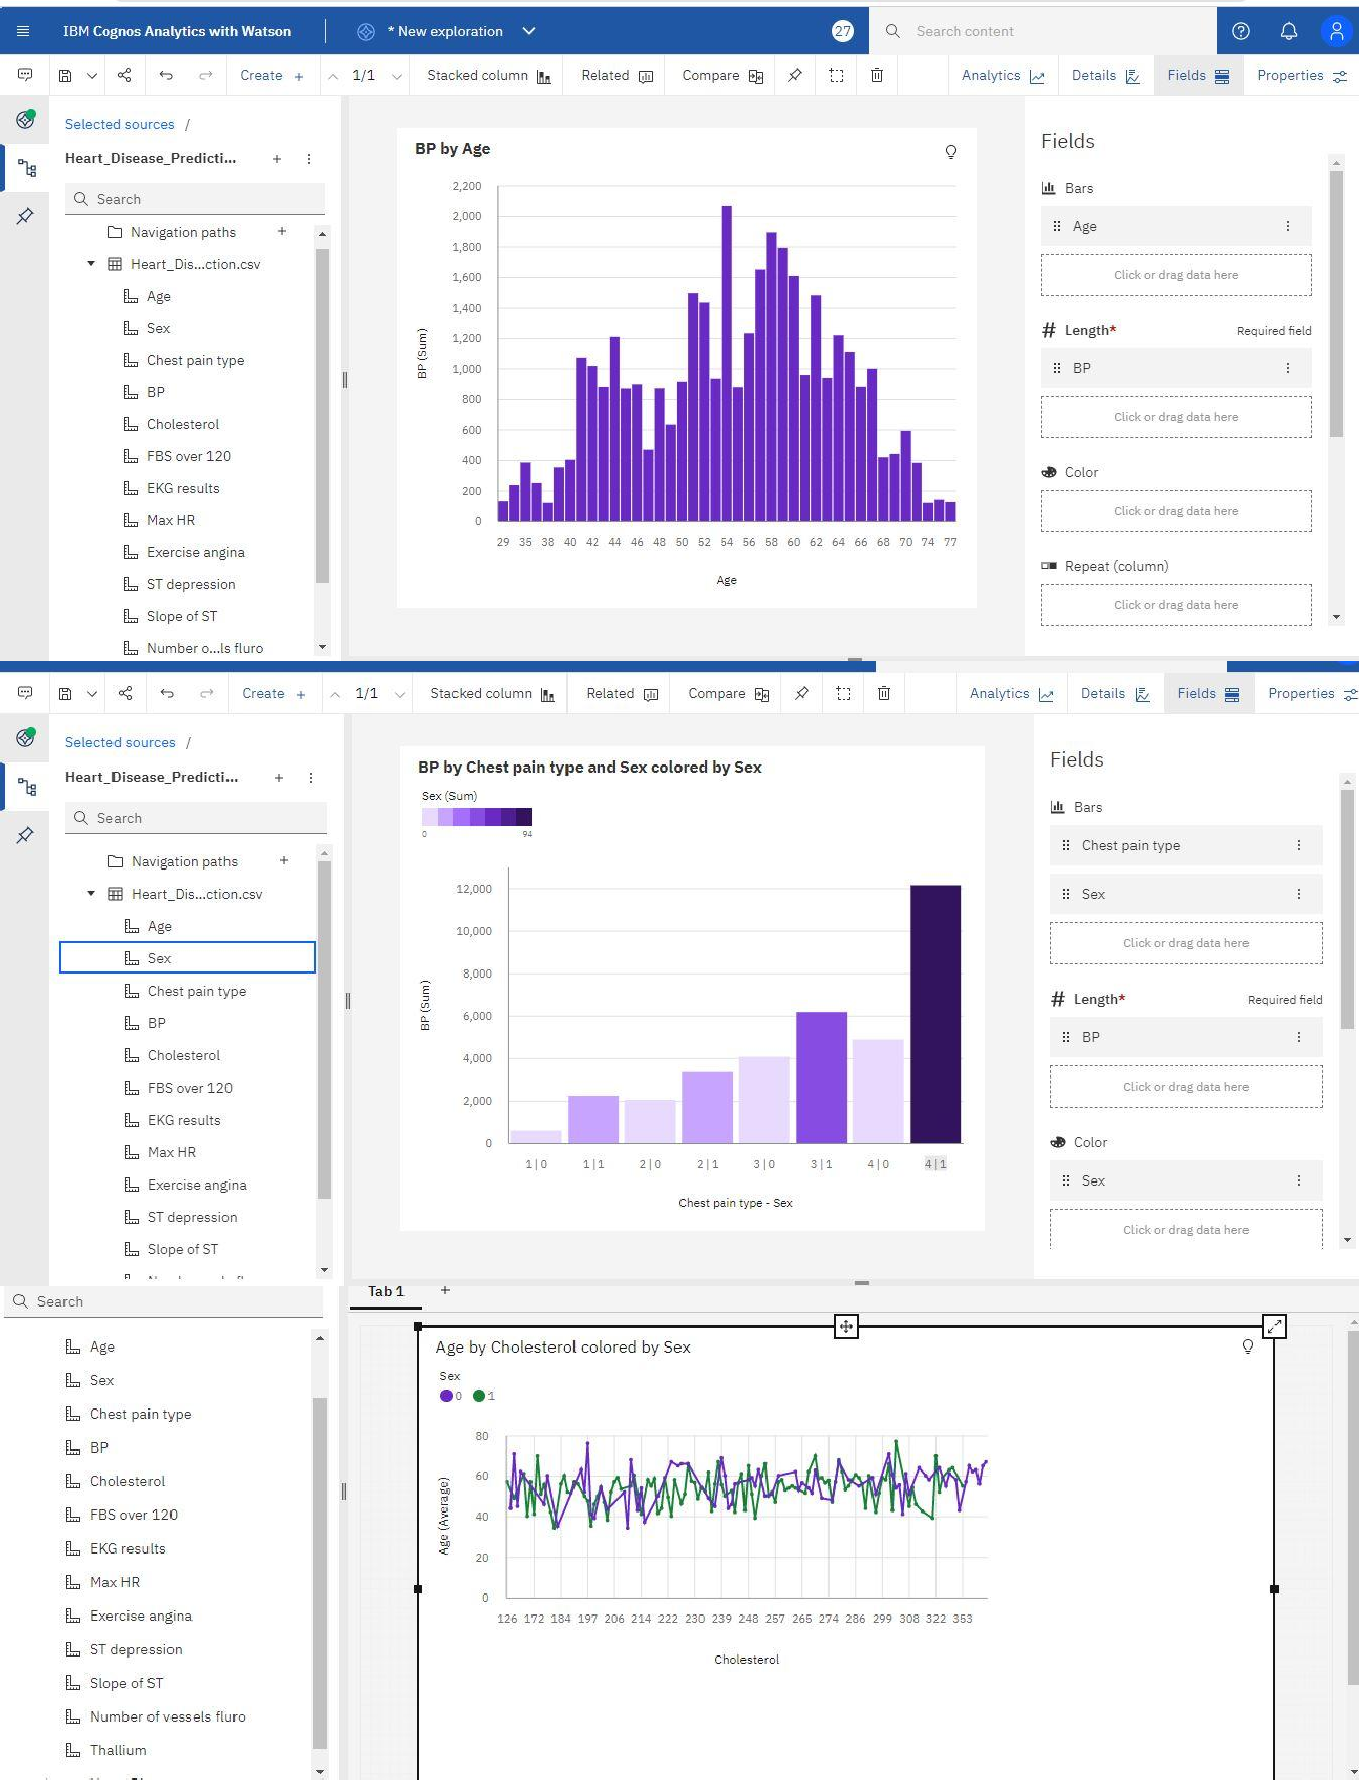 IBM Cognos Analytics with Watson
* New exploration
27
Search content
Create +
1/1
Stacked column
Related
Compare
Analytics
Details
Fields
Properties
Selected sources /
Heart_Disease_Predicti...
Search
Navigation paths
Heart_Dis...ction.csv
Age
Sex
Chest pain type
BP
Cholesterol
FBS over 120
EKG results
Max HR
Exercise angina
ST depression
Slope of ST
Number o...ls fluro
BP by Age
BP (Sum)
2,200
2,000
1,800
1,600
1,400
1,200
1,000
800
600
400
200
0
29 35 38 40 42 44 46 48 50 52 54 56 58 60 62 64 66 68 70 74 77
Age
Fields
Bars
Age
Click or drag data here
# Length* Required field
BP
Click or drag data here
Color
Click or drag data here
Repeat (column)
Click or drag data here
Create +
1/1
Stacked column
Related
Compare
Analytics
Details
Fields
Properties
Selected sources /
Heart_Disease_Predicti...
Search
Navigation paths
Heart_Dis...ction.csv
Age
Sex
Chest pain type
BP
Cholesterol
FBS over 120
EKG results
Max HR
Exercise angina
ST depression
Slope of ST
BP by Chest pain type and Sex colored by Sex
Sex (Sum)
0 94
BP (Sum)
12,000
10,000
8,000
6,000
4,000
2,000
0
1|0 1|1 2|0 2|1 3|0 3|1 4|0 4|1
Chest pain type - Sex
Fields
Bars
Chest pain type
Sex
Click or drag data here
# Length* Required field
BP
Click or drag data here
Color
Sex
Click or drag data here
Search
Age
Sex
Chest pain type
BP
Cholesterol
FBS over 120
EKG results
Max HR
Exercise angina
ST depression
Slope of ST
Number of vessels fluro
Thallium
Tab 1 +
Age by Cholesterol colored by Sex
Sex
0 1
Age (Average)
80
60
40
20
0
126 172 184 197 206 214 222 230 239 248 257 265 274 286 299 308 322 353
Cholesterol